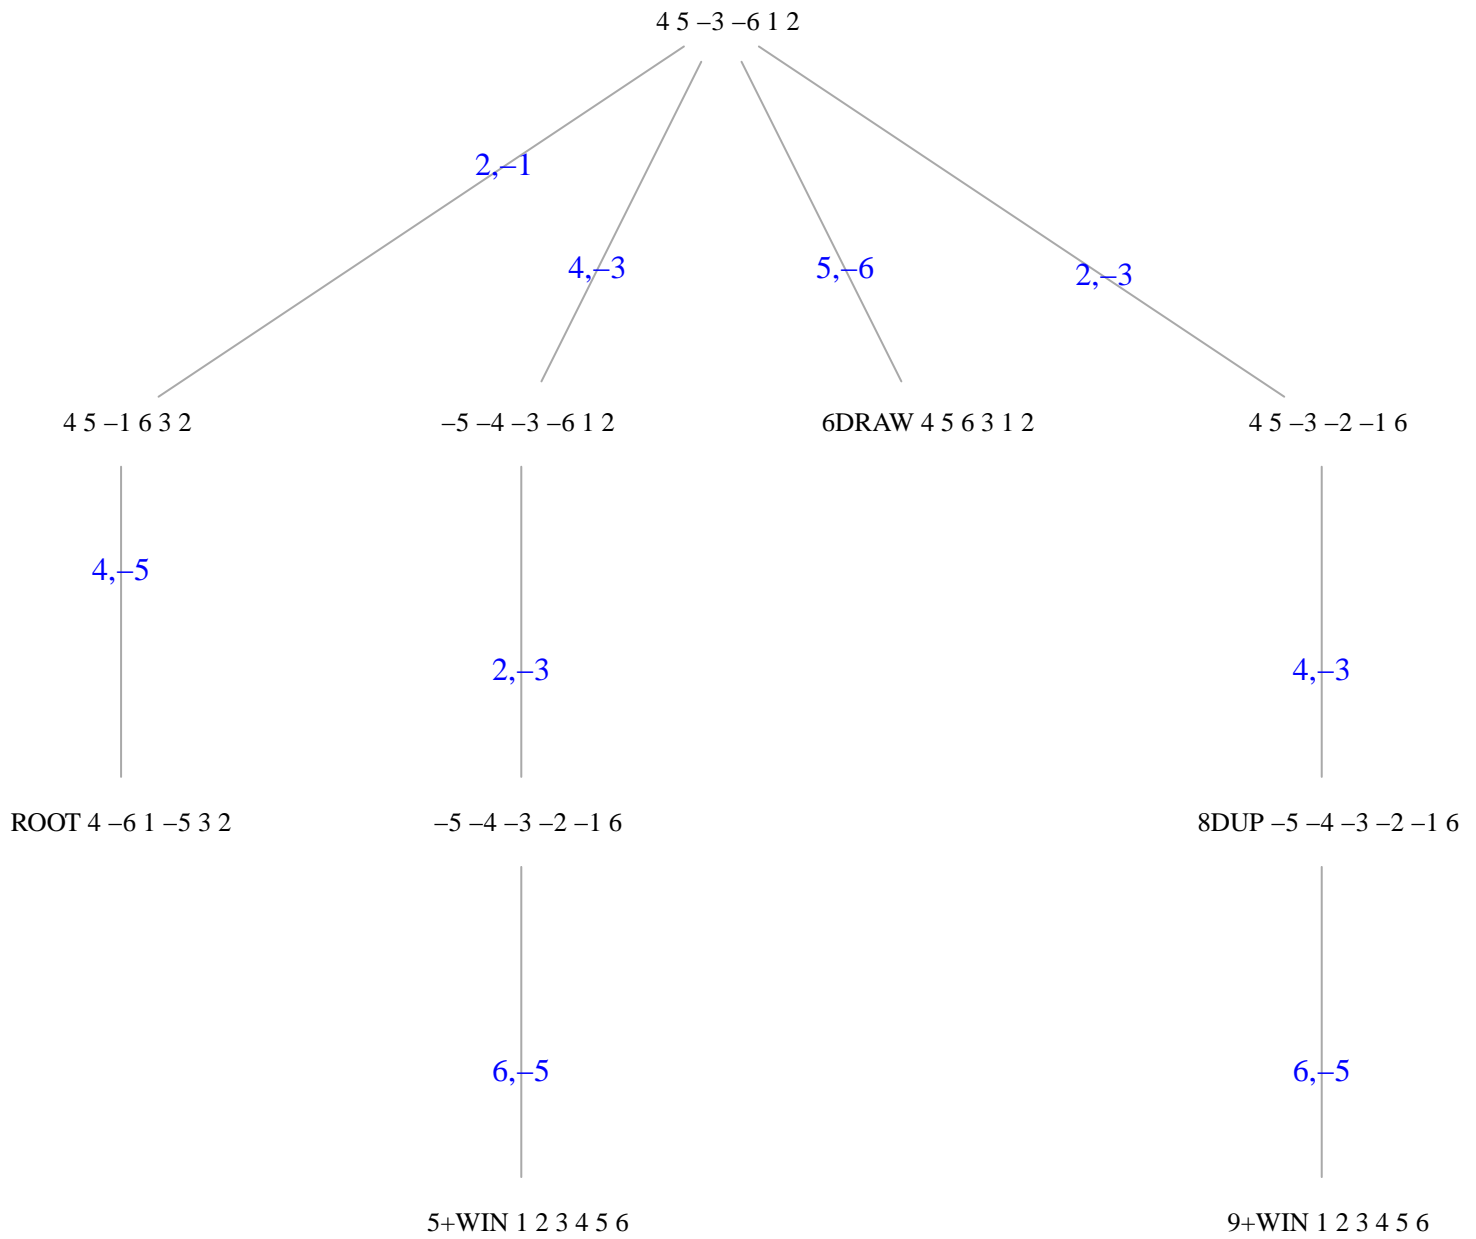 4 5 –3 –6 1 2
2,–1
4,–3
5,–6
2,–3
4 5 –1 6 3 2
–5 –4 –3 –6 1 2
6DRAW 4 5 6 3 1 2
4 5 –3 –2 –1 6
4,–5
2,–3
4,–3
ROOT 4 –6 1 –5 3 2
–5 –4 –3 –2 –1 6
8DUP –5 –4 –3 –2 –1 6
6,–5
6,–5
5+WIN 1 2 3 4 5 6
9+WIN 1 2 3 4 5 6